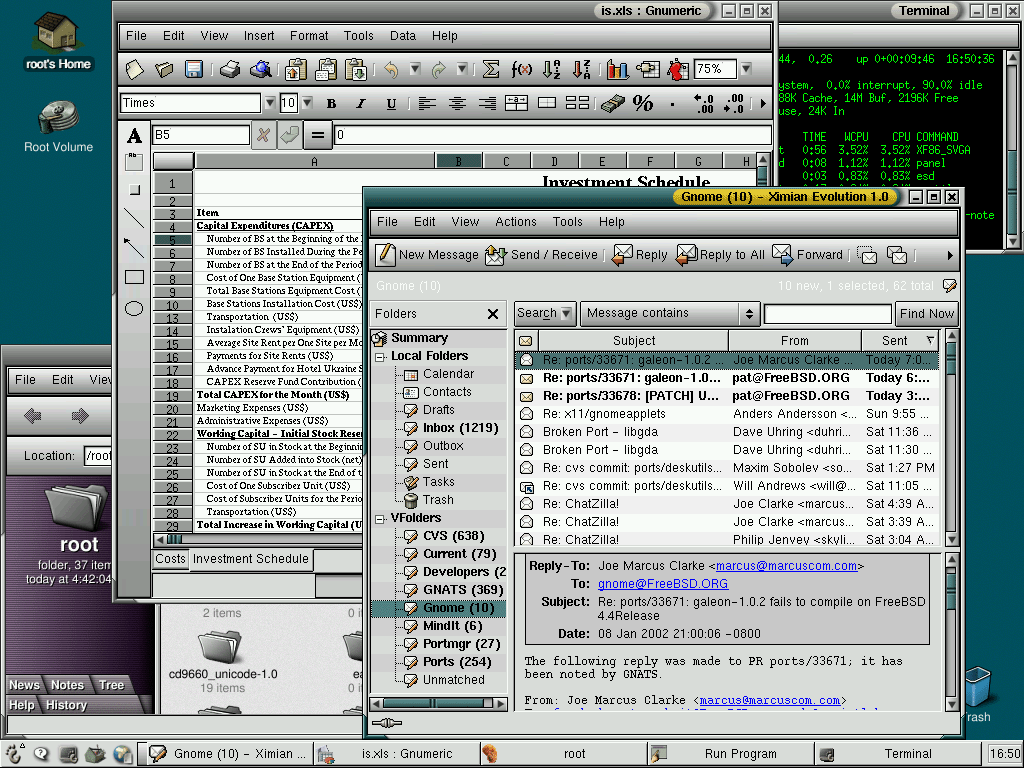 root's Home
Root Volume
is.xls : Gnumeric
File Edit View Insert Format Tools Data Help
75%
Times
10
B I U
B5
0
A B C D E F G H
1 Investment Schedule
2
3 Item
4 Capital Expenditures (CAPEX)
5 Number of BS at the Beginning of the
6 Number of BS Installed During the Pe
7 Number of BS at the End of the Period
8 Cost of One Base Station Equipment (
9 Total Base Stations Equipment Cost (
10 Base Stations Installation Cost (US$)
13 Transportation (US$)
14 Instalation Crews' Equipment (US$)
15 Average Site Rent per One Site per Mo
16 Payments for Site Rents (US$)
17 Advance Payment for Hotel Ukraine S
18 CAPEX Reserve Fund Contribution (
19 Total CAPEX for the Month (US$)
20 Marketing Expenses (US$)
21 Administrative Expenses (US$)
22 Working Capital - Initial Stock Reser
23 Number of SU in Stock at the Beginnin
24 Number of SU Added into Stock (net)
25 Number of SU in Stock at the End of t
26 Cost of One Subscriber Unit (US$)
27 Cost of Subscriber Units for the Perio
28 Transportation (US$)
29 Total Increase in Working Capital (U
Costs Investment Schedule
Terminal
44, 0.26 up 0+00:09:46 16:50:36
ystem, 0.0% interrupt, 90.0% idle
88K Cache, 14M Buf, 2196K Free
use, 24K In
TIME WCPU CPU COMMAND
t 0:56 3.52% 3.52% XF86_SVGA
d 0:08 1.12% 1.12% panel
0:03 0.83% 0.83% esd
-note
Gnome (10) - Ximian Evolution 1.0
File Edit View Actions Tools Help
New Message Send / Receive Reply Reply to All Forward
Gnome (10) 10 new, 1 selected, 62 total
Folders
Summary
Local Folders
Calendar
Contacts
Drafts
Inbox (1219)
Outbox
Sent
Tasks
Trash
VFolders
CVS (638)
Current (79)
Developers (2
GNATS (369)
Gnome (10)
MindIt (6)
Portmgr (27)
Ports (254)
Unmatched
Search Message contains Find Now
Subject From Sent
Re: ports/33671: galeon-1.0.2 ... Joe Marcus Clarke ... Today 7:0...
Re: ports/33671: galeon-1.0... pat@FreeBSD.ORG Today 6:...
Re: ports/33678: [PATCH] U... pat@FreeBSD.ORG Today 3:...
Re: x11/gnomeapplets Anders Andersson <... Sun 9:55 ...
Broken Port - libgda Dave Uhring <duhri... Sat 11:36 ...
Broken Port - libgda Dave Uhring <duhri... Sat 11:30 ...
Re: cvs commit: ports/deskutils... Maxim Sobolev <so... Sat 1:27 PM
Re: cvs commit: ports/deskutils... Will Andrews <will@... Sat 11:05 ...
Re: ChatZilla! Joe Clarke <marcus... Sat 4:39 A...
Re: ChatZilla! Joe Clarke <marcus... Sat 3:39 A...
Re: ChatZilla! Philip Jenvey <skyli... Sat 3:04 A...
Reply-To: Joe Marcus Clarke <marcus@marcuscom.com>
To: gnome@FreeBSD.ORG
Subject: Re: ports/33671: galeon-1.0.2 fails to compile on FreeBSD
4.4Release
Date: 08 Jan 2002 21:00:06 -0800
The following reply was made to PR ports/33671; it has
been noted by GNATS.
From: Joe Marcus Clarke <marcus@marcuscom.com>
File Edit View
Location: /root
root
folder, 37 item
today at 4:42:04
News Notes Tree
Help History
2 items
cd9660_unicode-1.0
19 items
rash
Gnome (10) - Ximian ... is.xls : Gnumeric root Run Program Terminal 16:50